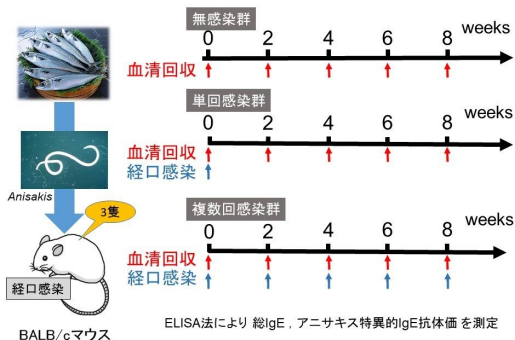 無感染群
weeks
0 2 4 6 8
血清回収
単回感染群
weeks
0 2 4 6 8
血清回収
経口感染
Anisakis
3隻
経口感染
BALB/cマウス
複数回感染群
weeks
0 2 4 6 8
血清回収
経口感染
ELISA法により 総IgE , アニサキス特異的IgE抗体価 を測定